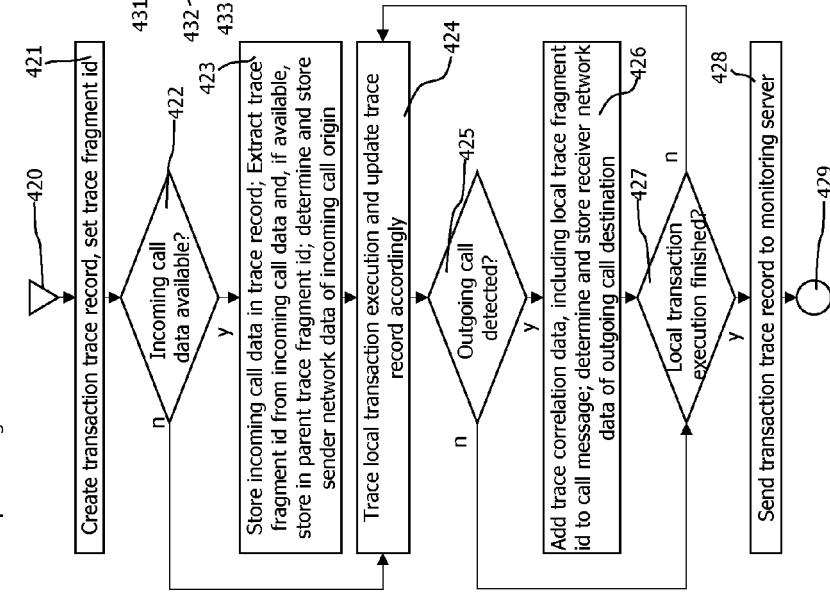 431
432
433
420
421
Create transaction trace record, set trace fragment id
422
Incoming call
data available?
n
y
423
Store incoming call data in trace record; Extract trace
fragment id from incoming call data and, if available,
store in parent trace fragment id; determine and store
sender network data of incoming call origin
424
Trace local transaction execution and update trace
record accordingly
425
Outgoing call
detected?
n
y
426
Add trace correlation data, including local trace fragment
id to call message; determine and store receiver network
data of outgoing call destination
427
Local transaction
execution finished?
n
y
428
Send transaction trace record to monitoring server
429